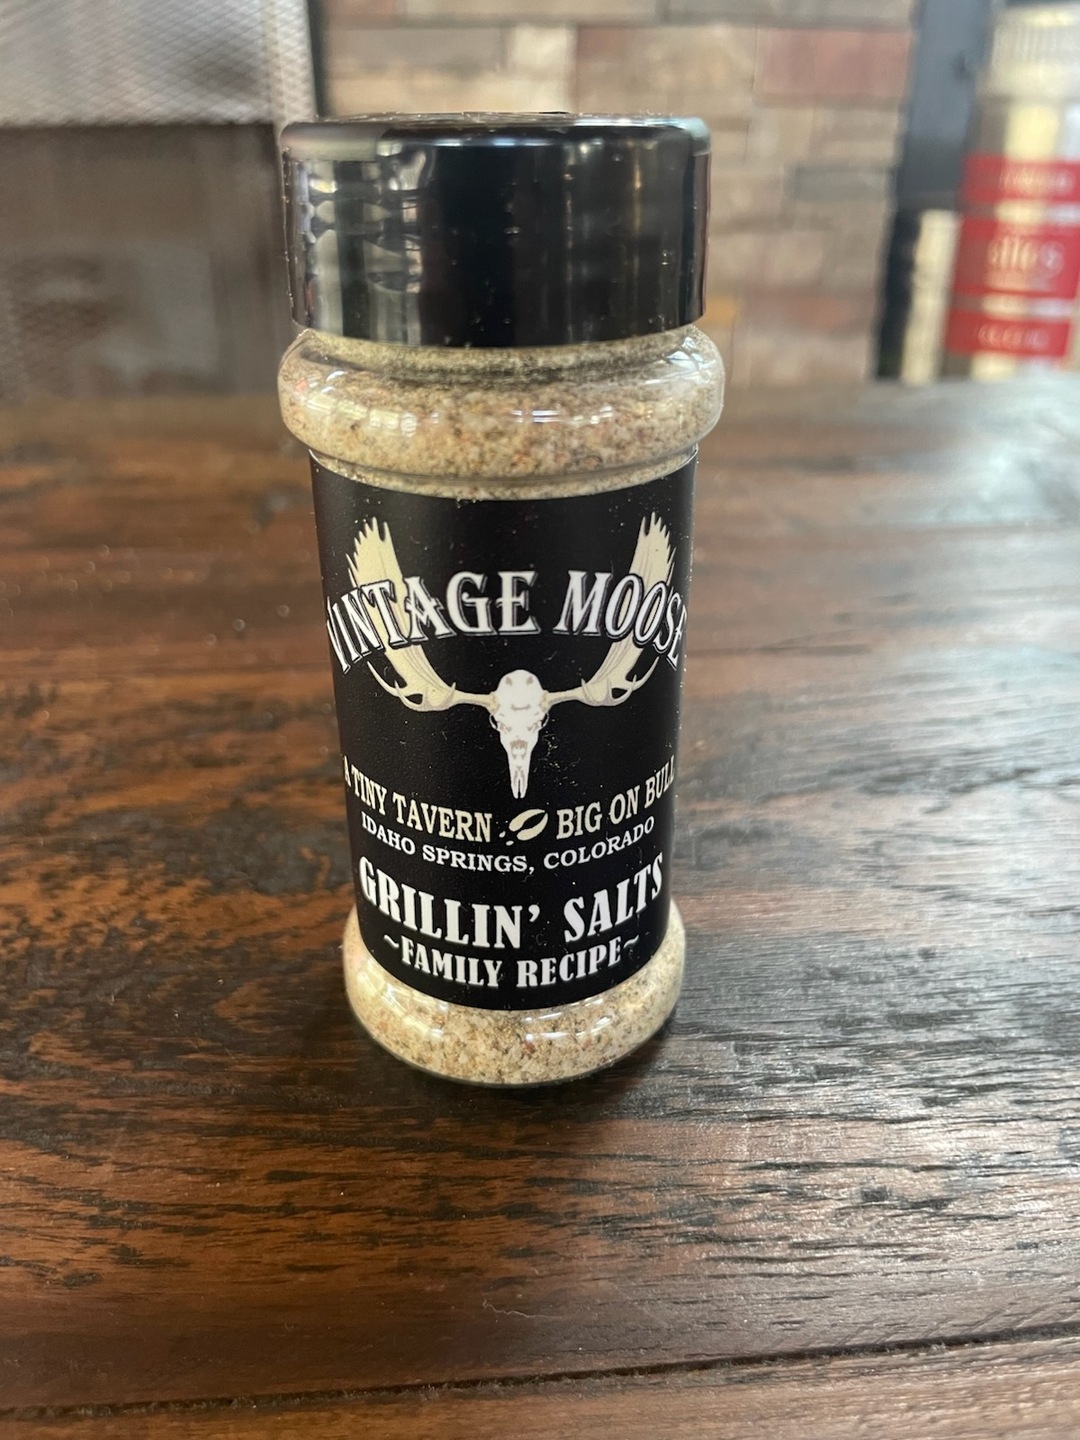 VINTAGE MOOSE
A TINY TAVERN BIG ON BULL
IDAHO SPRINGS, COLORADO
GRILLIN' SALTS
~FAMILY RECIPE~